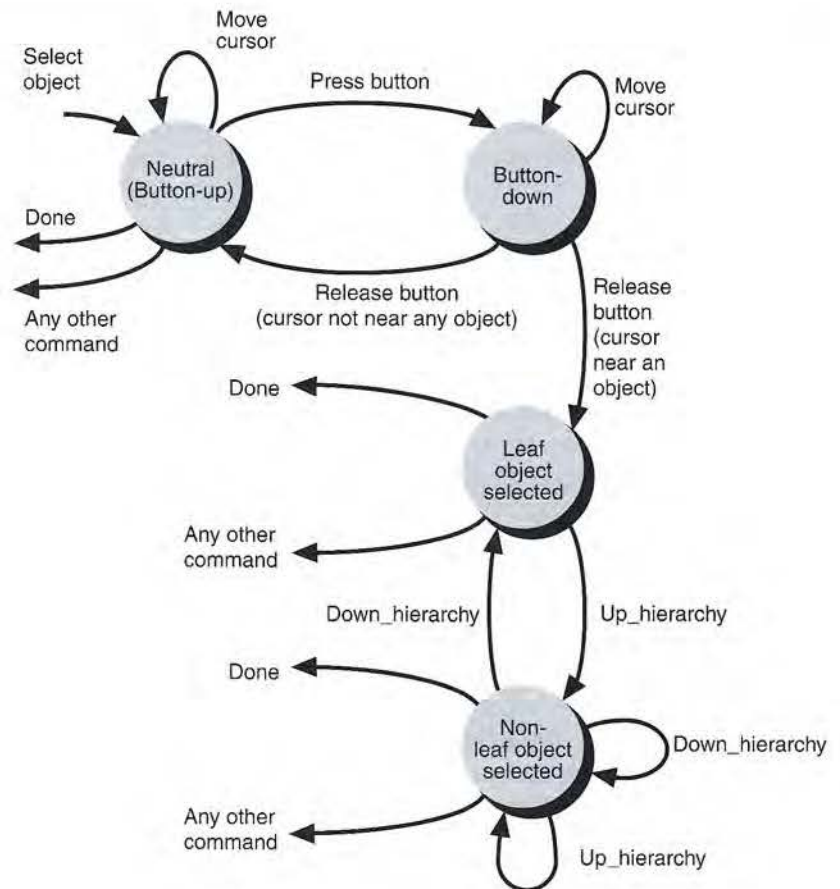 Move
cursor
Select
object
Press button
Move
cursor
Neutral
(Button-up)
Button-
down
Done
Release button
(cursor not near any object)
Any other
command
Release
button
(cursor
near an
object)
Done
Leaf
object
selected
Any other
command
Down_hierarchy
Up_hierarchy
Done
Non-
leaf object
selected
Down_hierarchy
Any other
command
Up_hierarchy